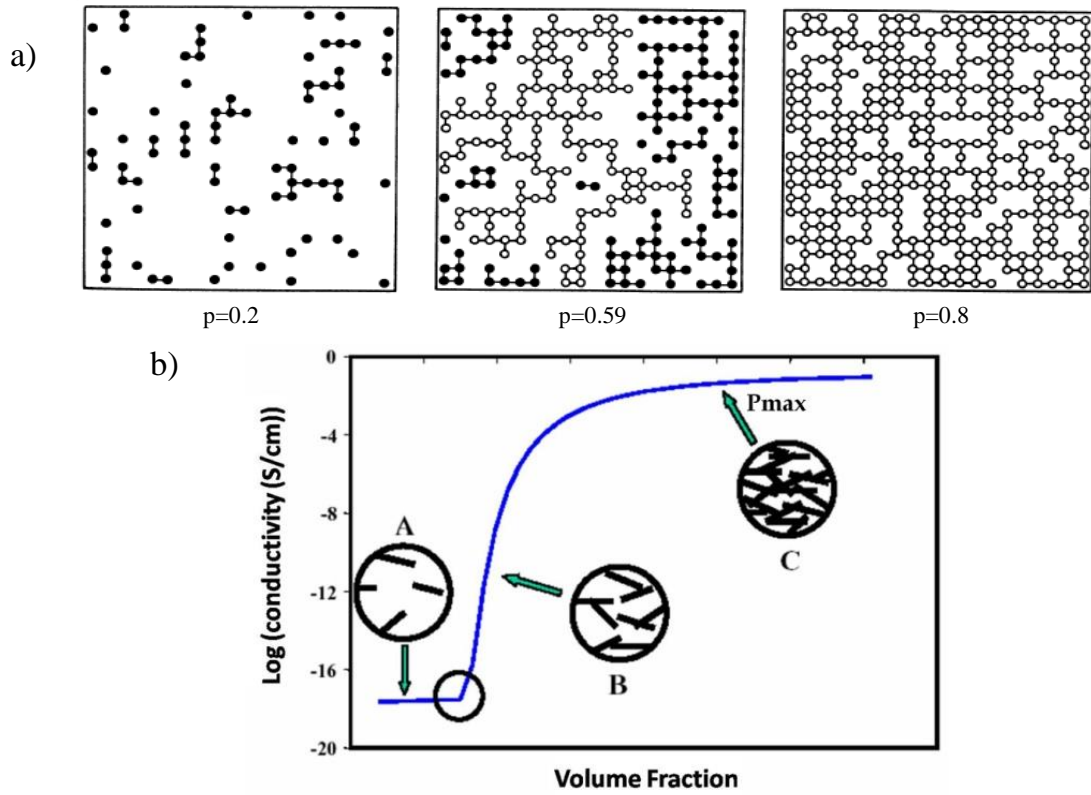 a)
p=0.2
p=0.59
p=0.8
b)
0
-4
-8
-12
-16
-20
Log (conductivity (S/cm))
A
B
Pmax
C
Volume Fraction